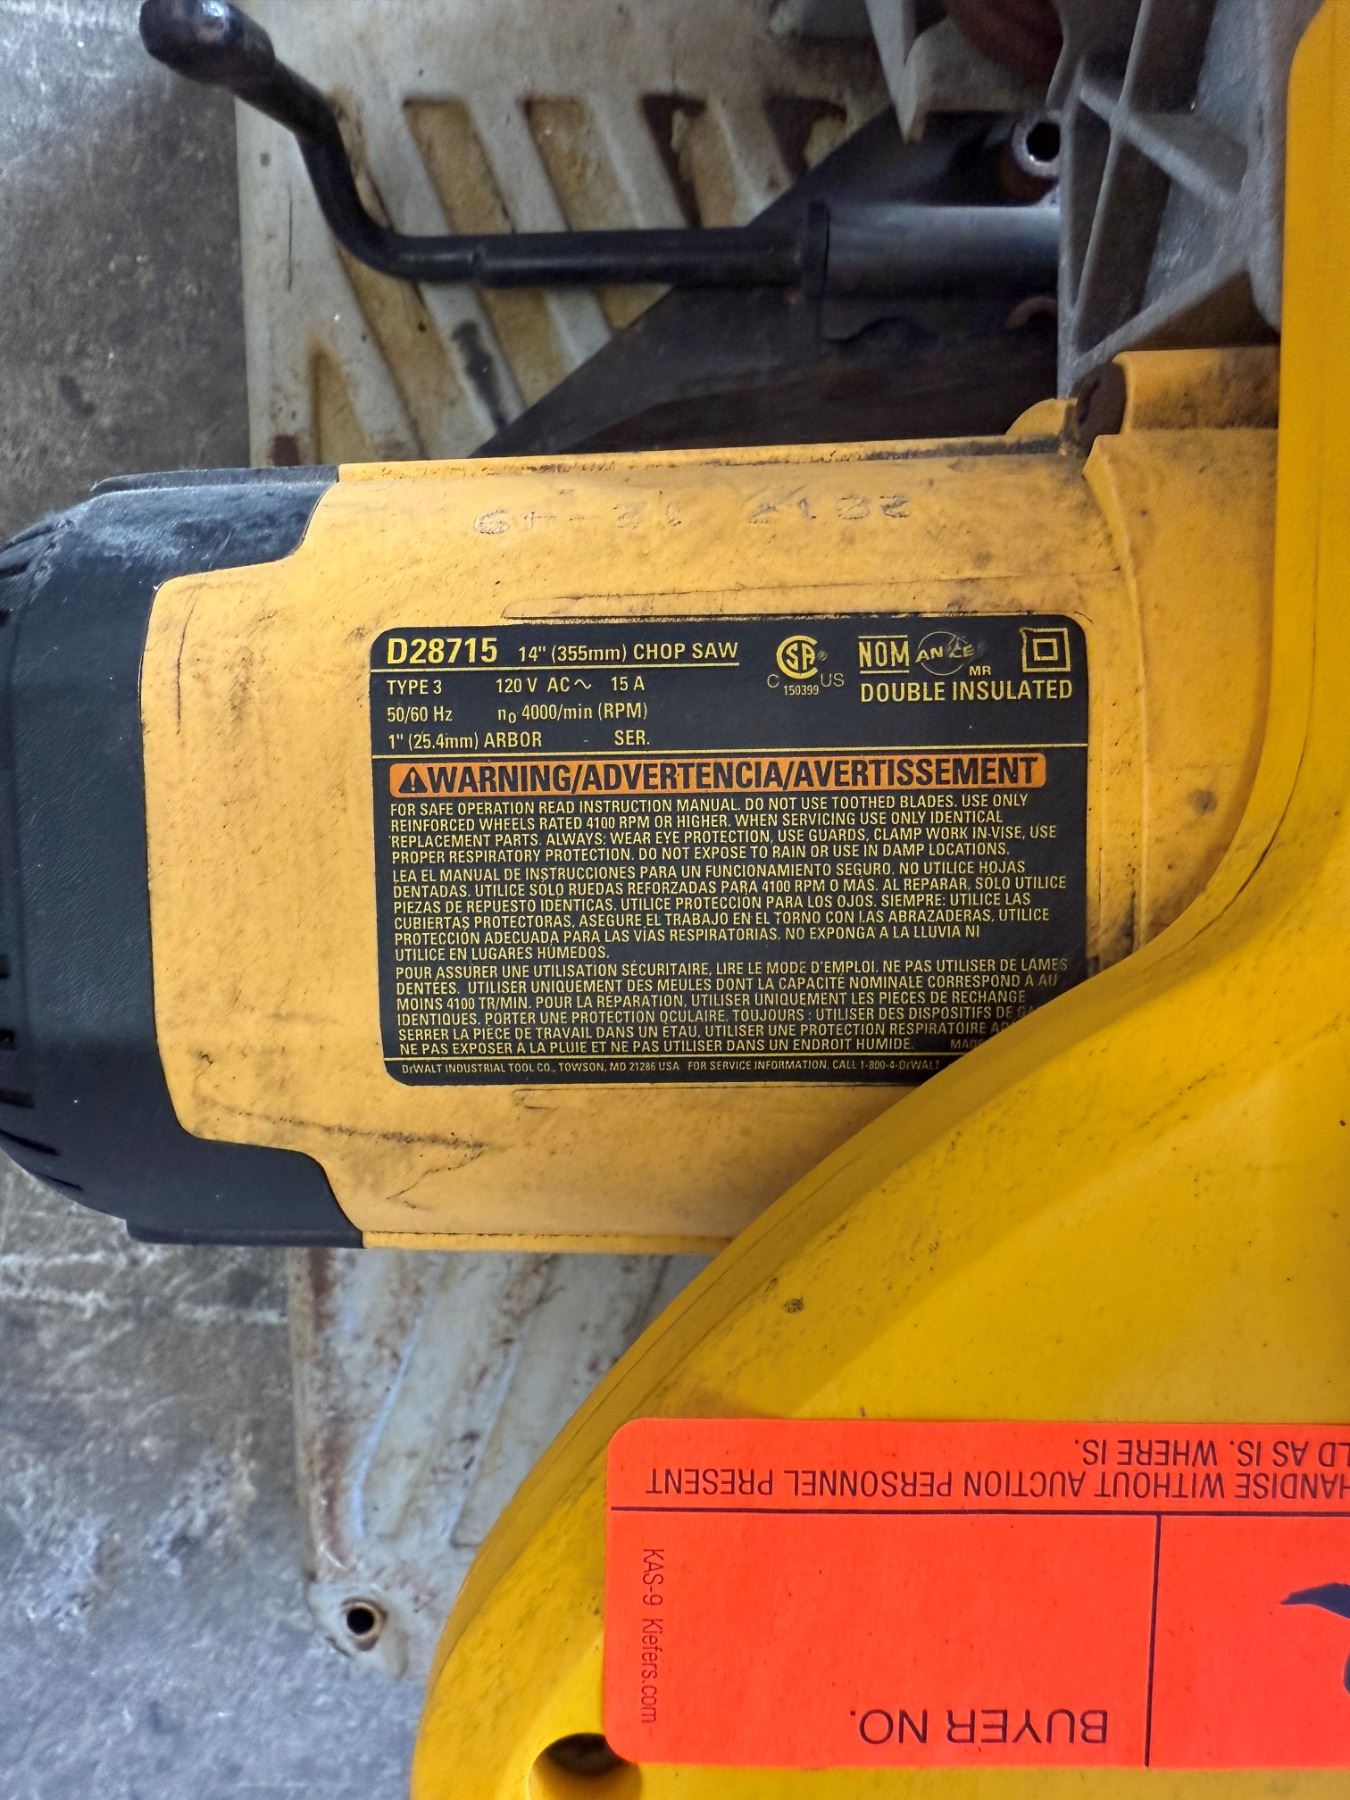 D28715 14" (355mm) CHOP SAW
TYPE 3 120 V AC ~ 15 A
50/60 Hz n₀ 4000/min (RPM)
1" (25.4mm) ARBOR - SER.
CSA ®
C US
150399
NOM ANCE
MR
DOUBLE INSULATED
⚠WARNING/ADVERTENCIA/AVERTISSEMENT
FOR SAFE OPERATION READ INSTRUCTION MANUAL. DO NOT USE TOOTHED BLADES. USE ONLY
REINFORCED WHEELS RATED 4100 RPM OR HIGHER. WHEN SERVICING USE ONLY IDENTICAL
REPLACEMENT PARTS. ALWAYS: WEAR EYE PROTECTION, USE GUARDS, CLAMP WORK IN-VISE, USE
PROPER RESPIRATORY PROTECTION. DO NOT EXPOSE TO RAIN OR USE IN DAMP LOCATIONS.
LEA EL MANUAL DE INSTRUCCIONES PARA UN FUNCIONAMIENTO SEGURO. NO UTILICE HOJAS
DENTADAS. UTILICE SÓLO RUEDAS REFORZADAS PARA 4100 RPM O MAS. AL REPARAR, SÓLO UTILICE
PIEZAS DE REPUESTO IDENTICAS. UTILICE PROTECCIÓN PARA LOS OJOS. SIEMPRE: UTILICE LAS
CUBIERTAS PROTECTORAS, ASEGURE EL TRABAJO EN EL TORNO CON LAS ABRAZADERAS, UTILICE
PROTECCIÓN ADECUADA PARA LAS VÍAS RESPIRATORIAS. NO EXPONGA A LA LLUVIA NI
UTILICE EN LUGARES HÚMEDOS.
POUR ASSURER UNE UTILISATION SÉCURITAIRE, LIRE LE MODE D'EMPLOI. NE PAS UTILISER DE LAMES
DENTÉES. UTILISER UNIQUEMENT DES MEULES DONT LA CAPACITÉ NOMINALE CORRESPOND A AU
MOINS 4100 TR/MIN. POUR LA RÉPARATION, UTILISER UNIQUEMENT LES PIECES DE RECHANGE
IDENTIQUES. PORTER UNE PROTECTION OCULAIRE. TOUJOURS : UTILISER DES DISPOSITIFS DE GA
SERRER LA PIÈCE DE TRAVAIL DANS UN ÉTAU, UTILISER UNE PROTECTION RESPIRATOIRE AD
NE PAS EXPOSER A LA PLUIE ET NE PAS UTILISER DANS UN ENDROIT HUMIDE. MADE
DEWALT INDUSTRIAL TOOL CO., TOWSON, MD 21286 USA FOR SERVICE INFORMATION, CALL 1-800-4-DEWALT
BUYER NO.
KAS-9 Kiefers.com
HANDISE WITHOUT AUCTION PERSONNEL PRESENT
LD AS IS. WHERE IS.